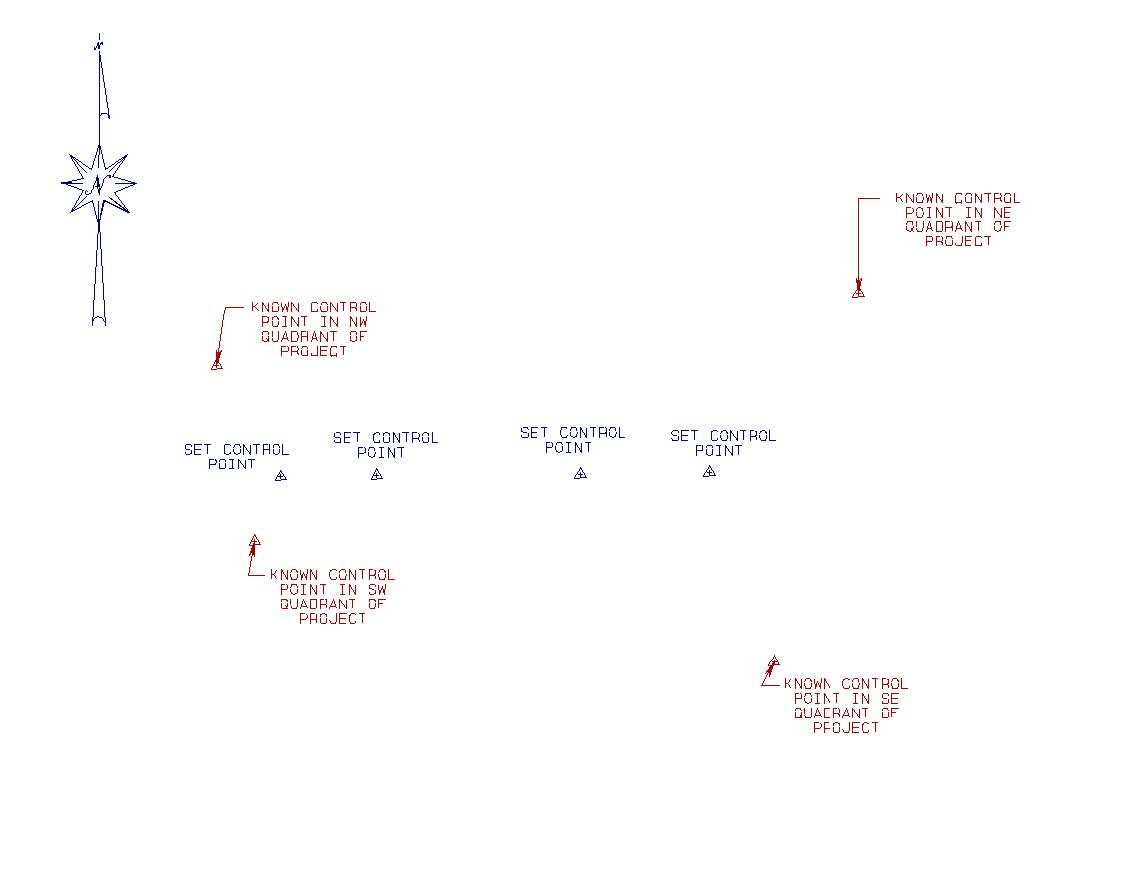 N
N
KNOWN CONTROL
POINT IN NE
QUADRANT OF
PROJECT
KNOWN CONTROL
POINT IN NW
QUADRANT OF
PROJECT
SET CONTROL
POINT
SET CONTROL
POINT
SET CONTROL
POINT
SET CONTROL
POINT
KNOWN CONTROL
POINT IN SW
QUADRANT OF
PROJECT
KNOWN CONTROL
POINT IN SE
QUADRANT OF
PROJECT